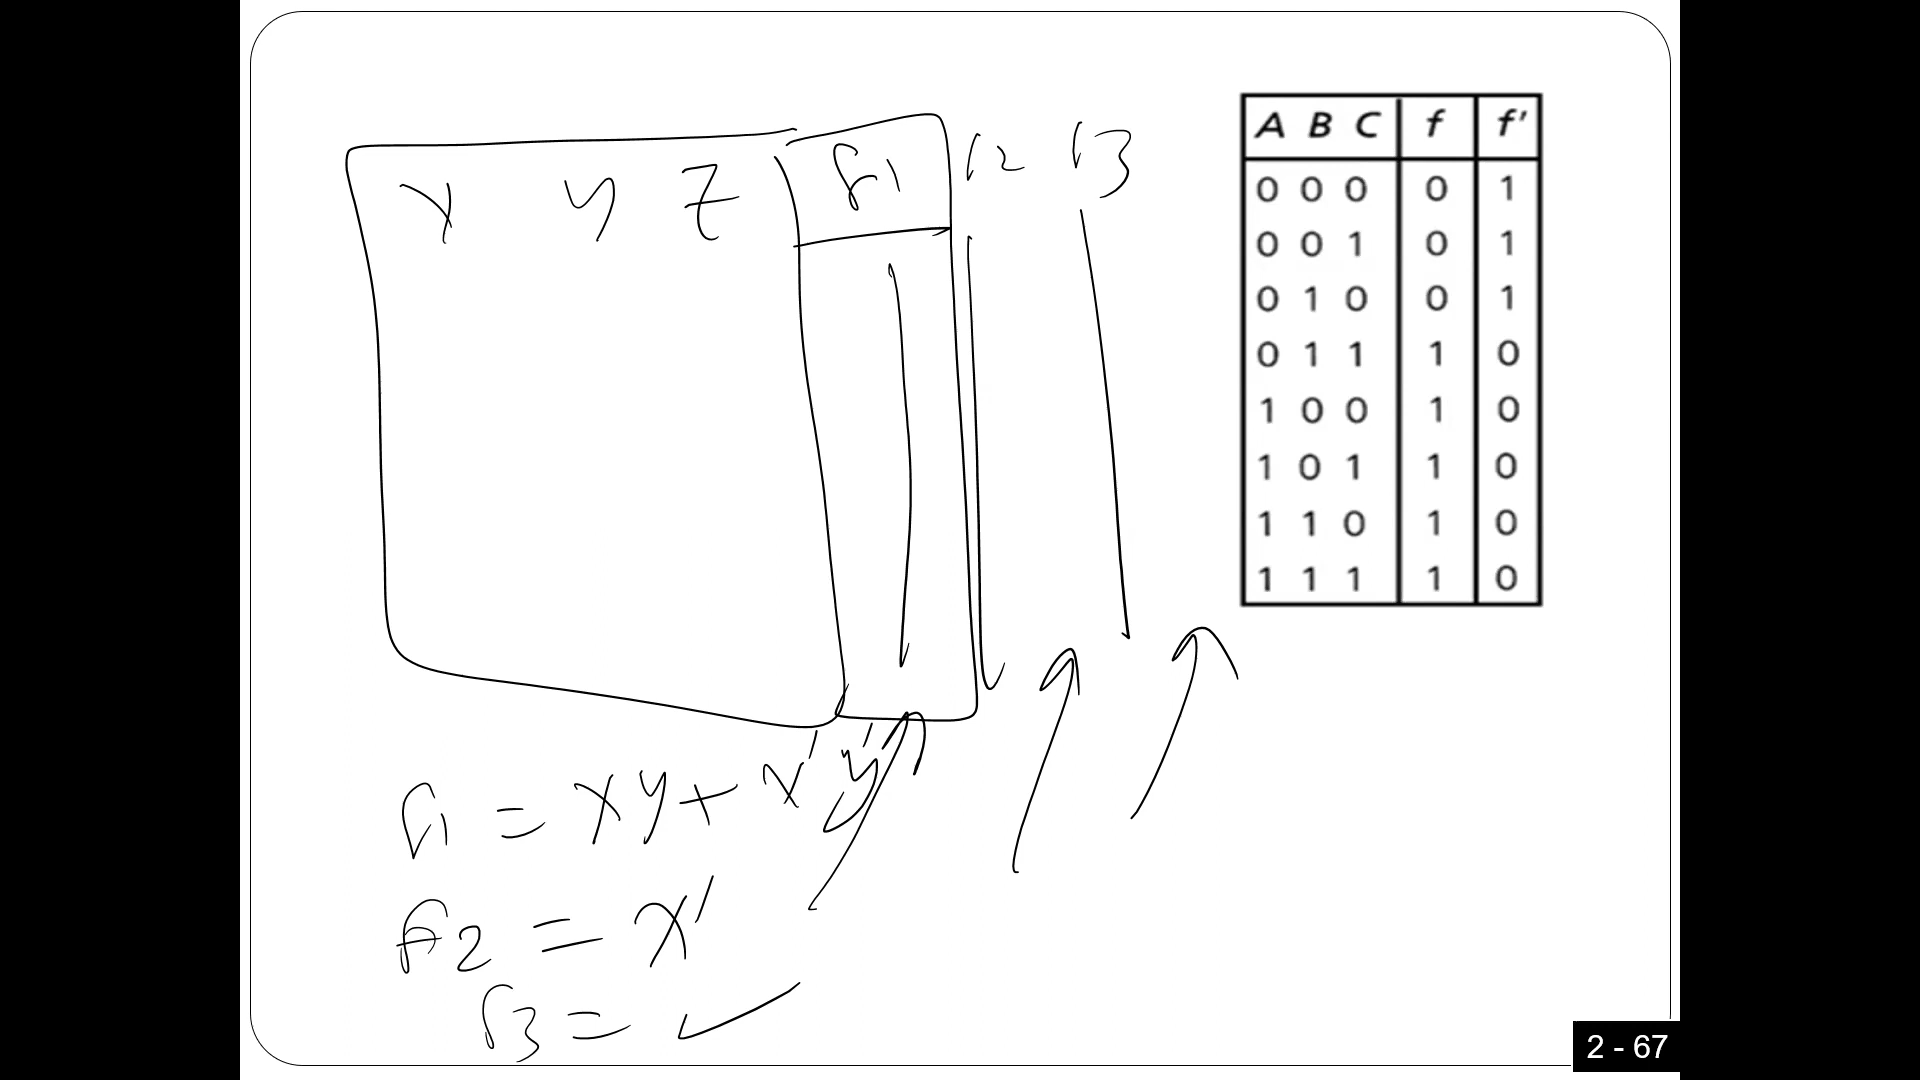 x y z f1 f2 f3
A B C f f'
0 0 0 0 1
0 0 1 0 1
0 1 0 0 1
0 1 1 1 0
1 0 0 1 0
1 0 1 1 0
1 1 0 1 0
1 1 1 1 0
f1 = xy + x'y'
f2 = x'
f3 =
2 - 67